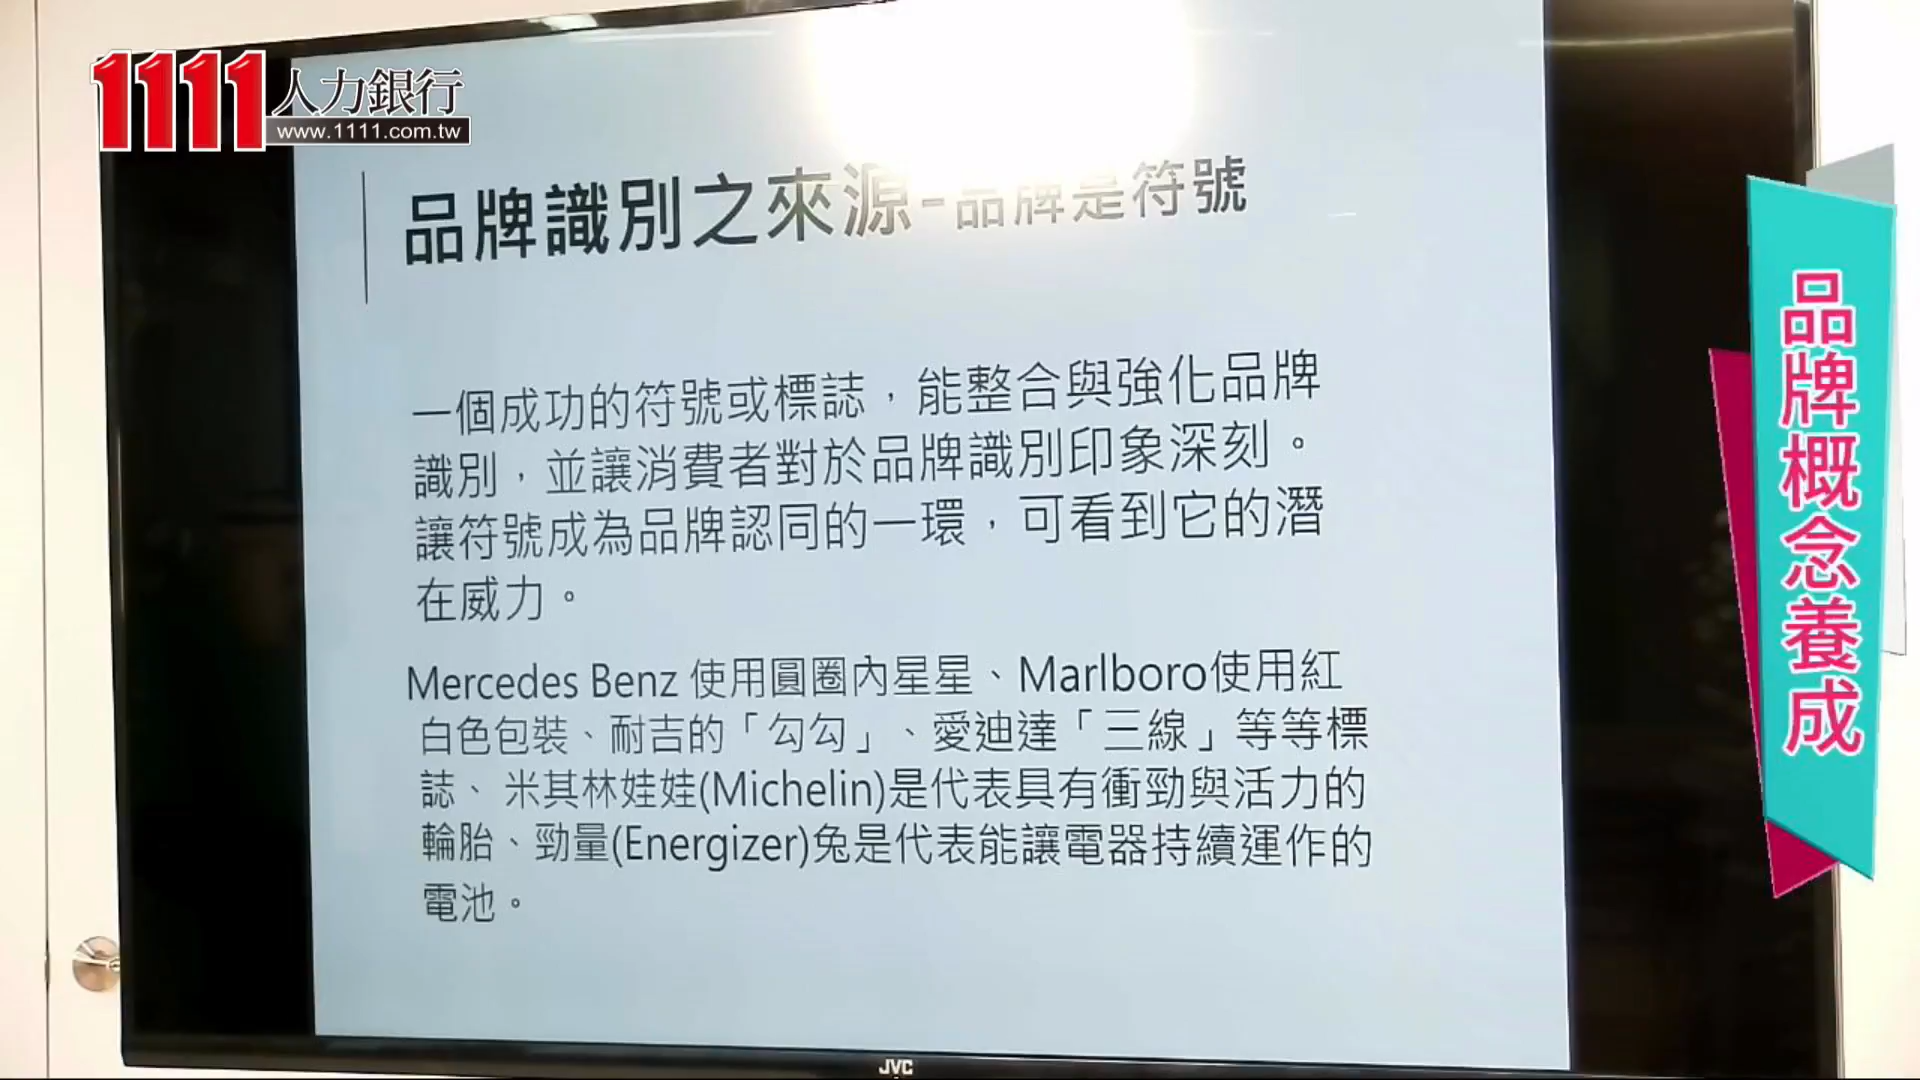 1111人力銀行
www.1111.com.tw
品牌識別之來源-品牌是符號
一個成功的符號或標誌，能整合與強化品牌
識別，並讓消費者對於品牌識別印象深刻。
讓符號成為品牌認同的一環，可看到它的潛
在威力。
Mercedes Benz 使用圓圈內星星、Marlboro使用紅
白色包裝、耐吉的「勾勾」、愛迪達「三線」等等標
誌、 米其林娃娃(Michelin)是代表具有衝勁與活力的
輪胎、勁量(Energizer)兔是代表能讓電器持續運作的
電池。
品牌概念養成
JVC